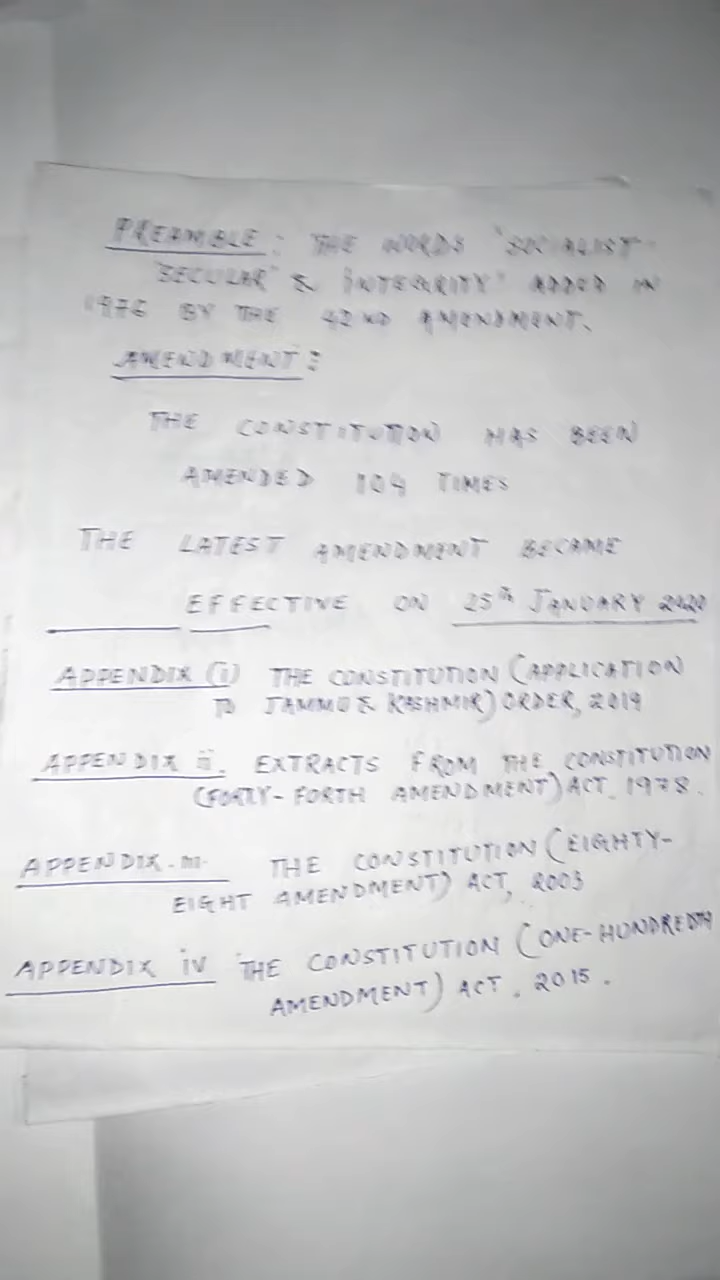 PREAMBLE: THE WORDS 'SOCIALIST-
'SECULAR' & INTEGRITY' ADDED IN
1976 BY THE 42ND AMENDMENT.
AMENDMENT:
THE CONSTITUTION HAS BEEN
AMENDED 104 TIMES
THE LATEST AMENDMENT BECAME
EFFECTIVE ON 25TH JANUARY 2020
APPENDIX (i) THE CONSTITUTION (APPLICATION
TO JAMMU & KASHMIR) ORDER, 2019
APPENDIX ii. EXTRACTS FROM THE CONSTITUTION
(FORTY-FORTH AMENDMENT) ACT, 1978.
APPENDIX-III- THE CONSTITUTION (EIGHTY-
EIGHT AMENDMENT) ACT, 2003
APPENDIX iv THE CONSTITUTION (ONE-HUNDREDTH
AMENDMENT) ACT, 2015.